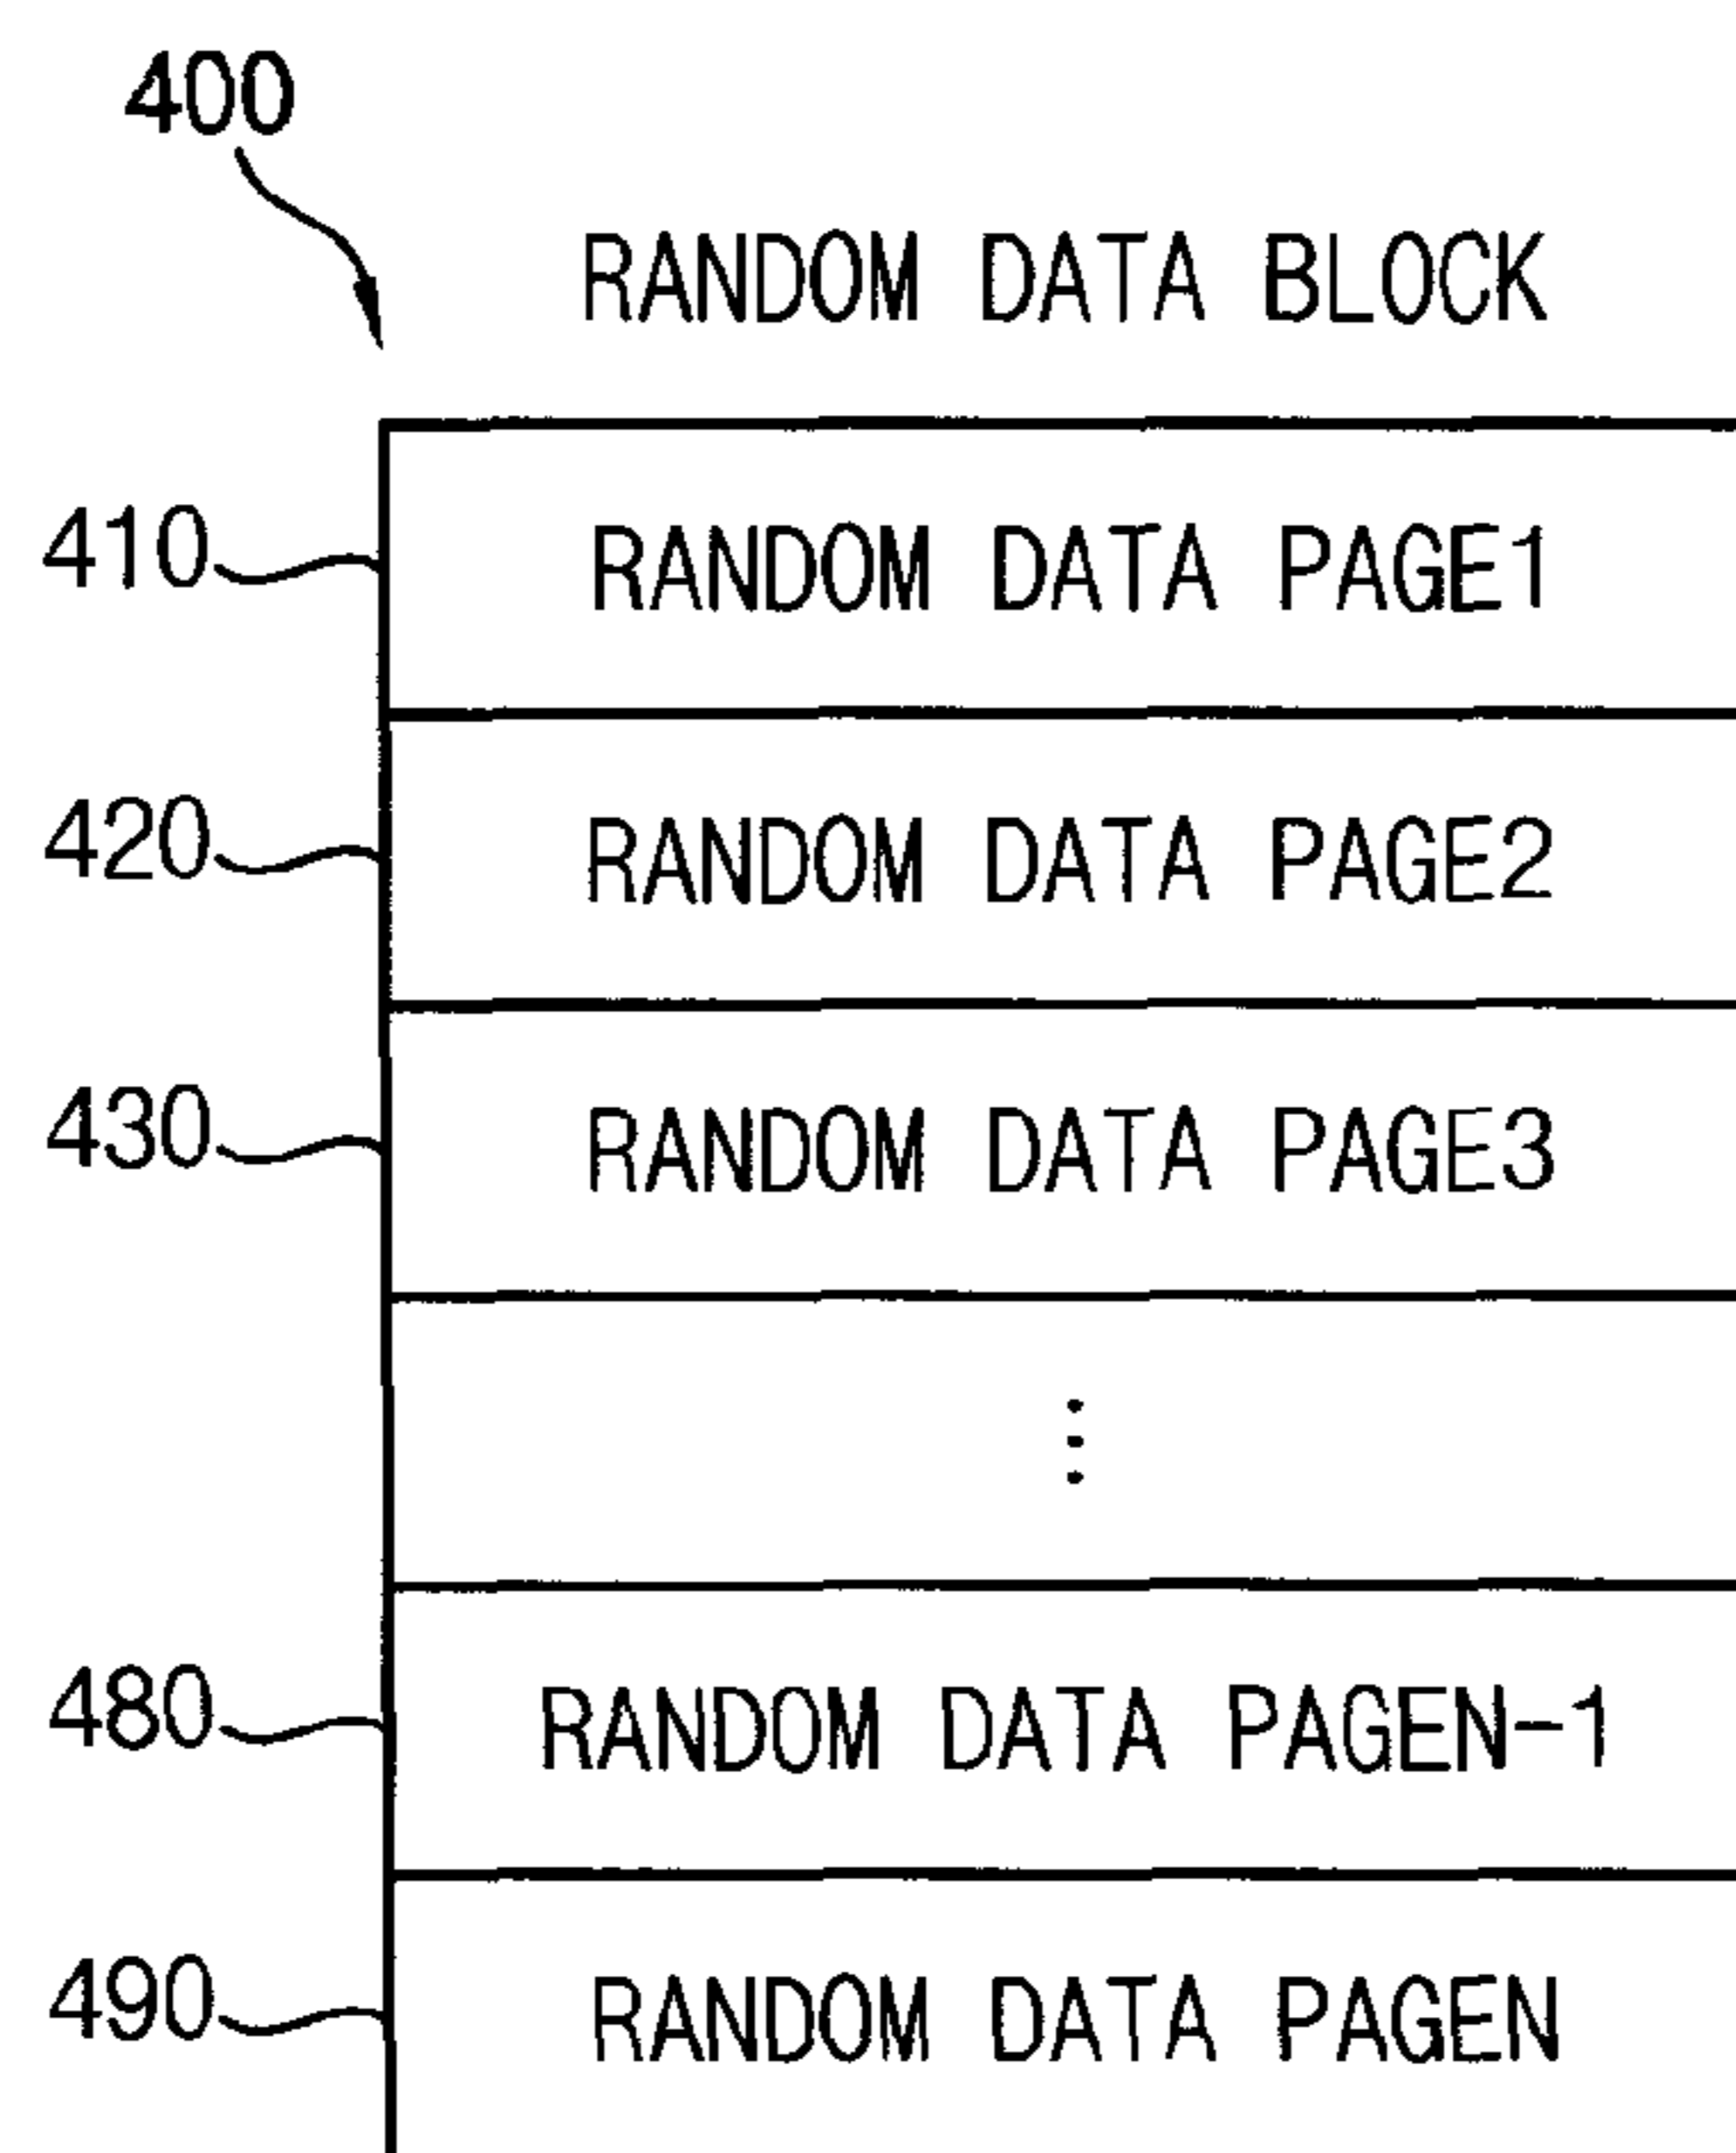 400
RANDOM DATA BLOCK
410 RANDOM DATA PAGE1
420 RANDOM DATA PAGE2
430 RANDOM DATA PAGE3
480 RANDOM DATA PAGEN-1
490 RANDOM DATA PAGEN